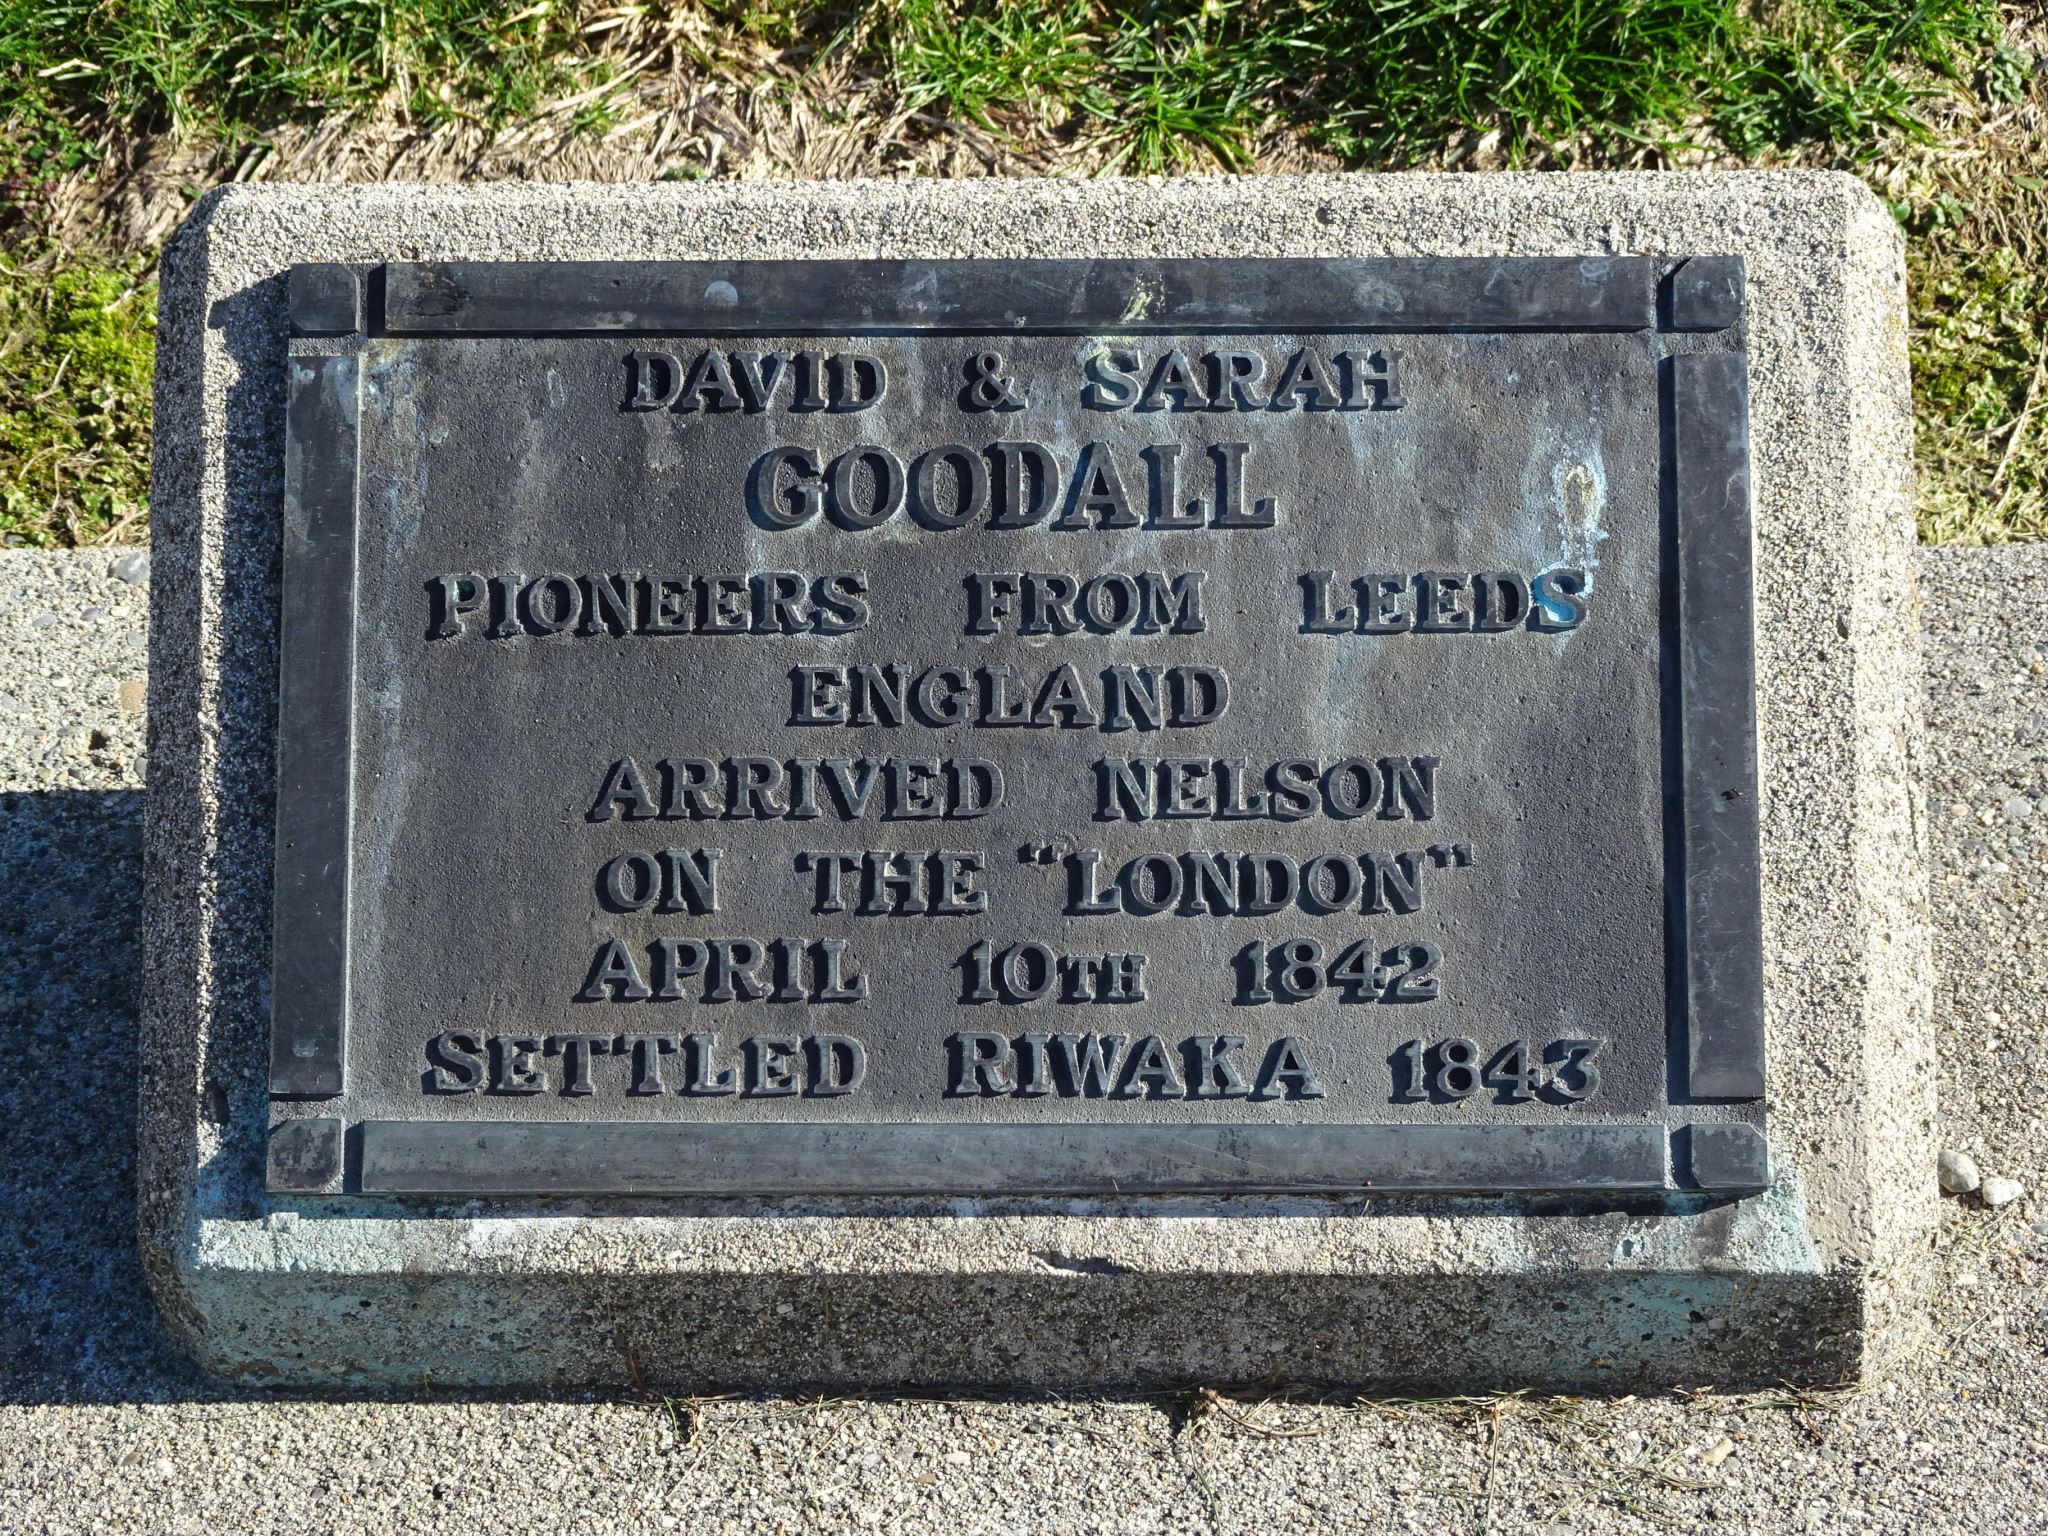 DAVID & SARAH
GOODALL
PIONEERS FROM LEEDS
ENGLAND
ARRIVED NELSON
ON THE "LONDON"
APRIL 10TH 1842
SETTLED RIWAKA 1843